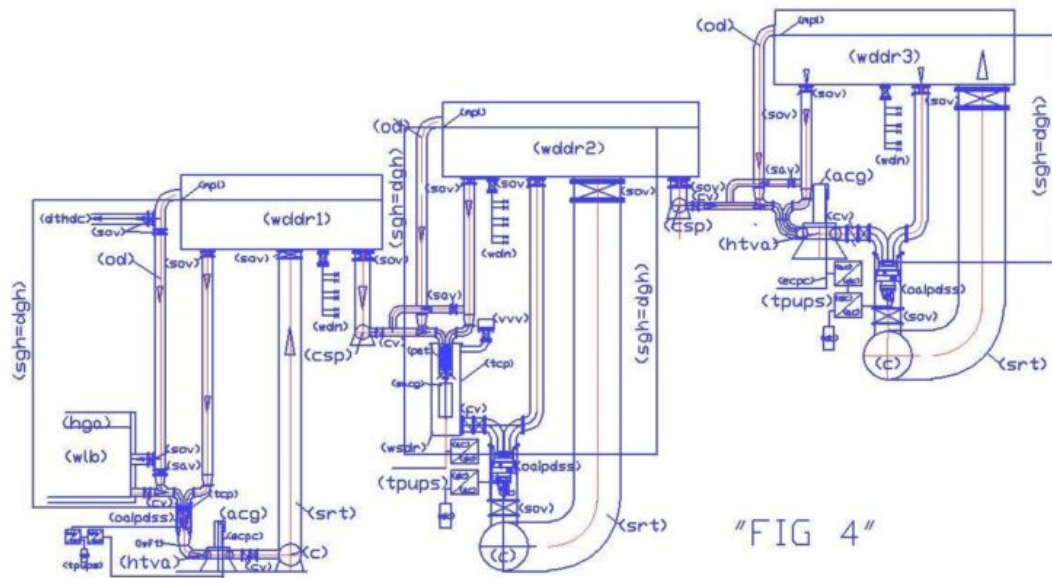 (mpl)
(od)
(wddr3)
(sov)
(sov)
(sov)
(mpl)
(od)
(wddr2)
(wdn)
(sgh=dgh)
(sov)
(acg)
(sov)
(sov)
(sov)
(sov)
(cv)
(csp)
(cv)
(htva)
(mpl)
(dthdc)
(sov)
(wddr1)
(sgh=dgh)
(wdn)
(sgh=dgh)
(ecpc)
(oalpdss)
(tpups)
(sov)
(od)
(sov)
(sov)
(sov)
(wdn)
(vvv)
(c)
(srt)
(csp)
(cv)
(tcp)
(sgh=dgh)
(cv)
(hga)
(wlb)
(sov)
(wsdr)
(oalpdss)
(tcp)
(cv)
(tpups)
(sov)
(oalpdss)
(acg)
(srt)
(srt)
(ecpc)
(c)
(c)
(htva)
(cv)
(tpups)
"FIG 4"